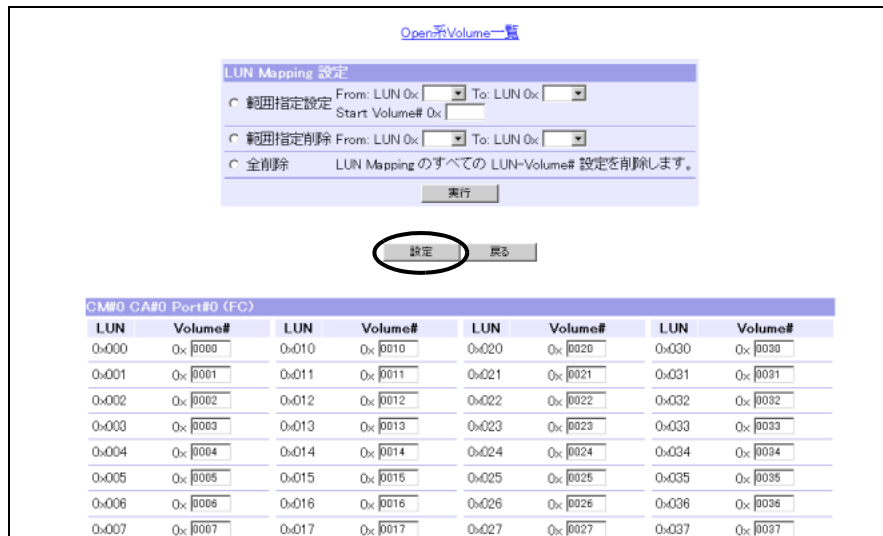 Open系Volume一覧
LUN Mapping 設定
範囲指定設定 From: LUN 0x To: LUN 0x
Start Volume# 0x
範囲指定削除 From: LUN 0x To: LUN 0x
全削除 LUN Mapping のすべての LUN-Volume# 設定を削除します。
実行
設定 戻る
CM#0 CA#0 Port#0 (FC)
LUN Volume# LUN Volume# LUN Volume# LUN Volume#
0x000 0x 0000 0x010 0x 0010 0x020 0x 0020 0x030 0x 0030
0x001 0x 0001 0x011 0x 0011 0x021 0x 0021 0x031 0x 0031
0x002 0x 0002 0x012 0x 0012 0x022 0x 0022 0x032 0x 0032
0x003 0x 0003 0x013 0x 0013 0x023 0x 0023 0x033 0x 0033
0x004 0x 0004 0x014 0x 0014 0x024 0x 0024 0x034 0x 0034
0x005 0x 0005 0x015 0x 0015 0x025 0x 0025 0x035 0x 0035
0x006 0x 0006 0x016 0x 0016 0x026 0x 0026 0x036 0x 0036
0x007 0x 0007 0x017 0x 0017 0x027 0x 0027 0x037 0x 0037